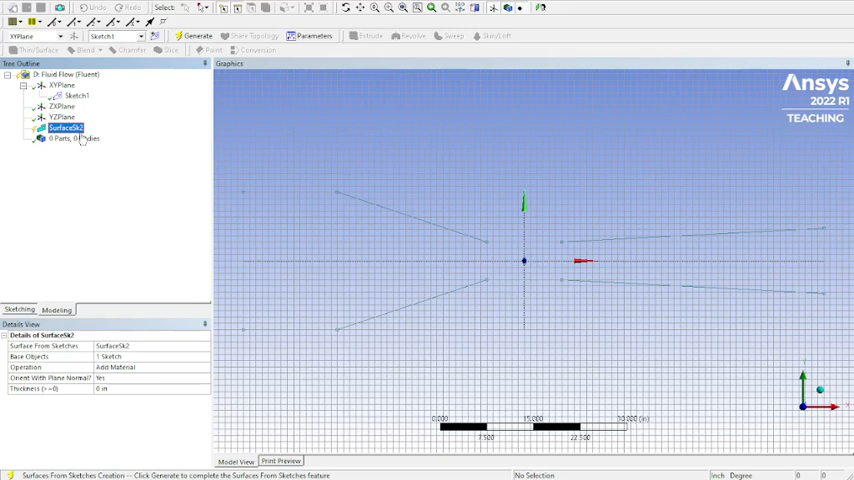 Undo Redo Select:
XYPlane Sketch1 Generate Share Topology Parameters Extrude Revolve Sweep Skin/Loft
Thin/Surface Blend Chamfer Slice Point Conversion
Tree Outline
D: Fluid Flow (Fluent)
XYPlane
Sketch1
ZXPlane
YZPlane
SurfaceSk2
0 Parts, 0 Bodies
Sketching Modeling
Details View
Details of SurfaceSk2
Surface From Sketches SurfaceSk2
Base Objects 1 Sketch
Operation Add Material
Orient With Plane Normal? Yes
Thickness (>=0) 0 in
Graphics
Ansys
2022 R1
TEACHING
0.000 15.000 30.000 (in)
7.500 22.500
X
Model View Print Preview
Surfaces From Sketches Creation -- Click Generate to complete the Surfaces From Sketches feature No Selection Inch Degree 0 0